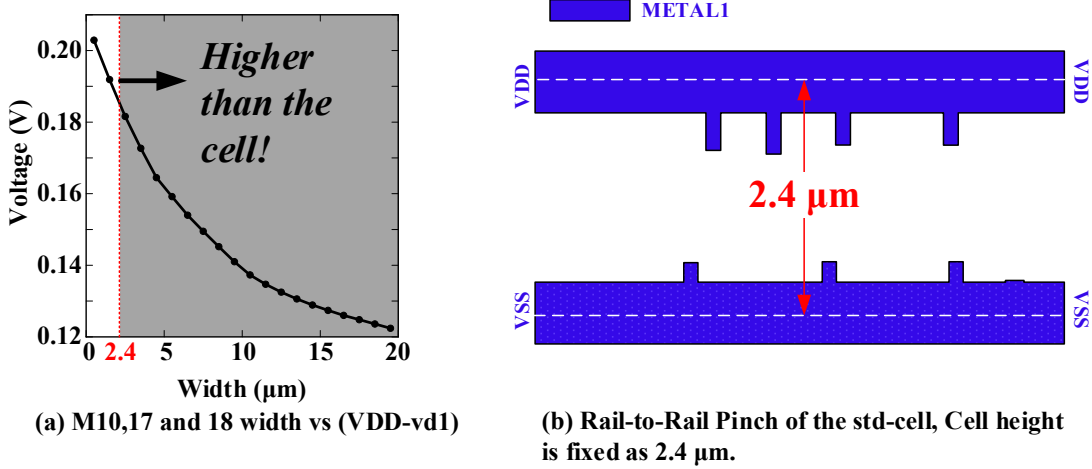 0.20
0.18
0.16
0.14
0.12
Voltage (V)
Higher
than the
cell!
0 2.4 5 10 15 20
Width (μm)
(a) M10,17 and 18 width vs (VDD-vd1)
METAL1
VDD
VDD
2.4 μm
VSS
VSS
(b) Rail-to-Rail Pinch of the std-cell, Cell height
is fixed as 2.4 μm.